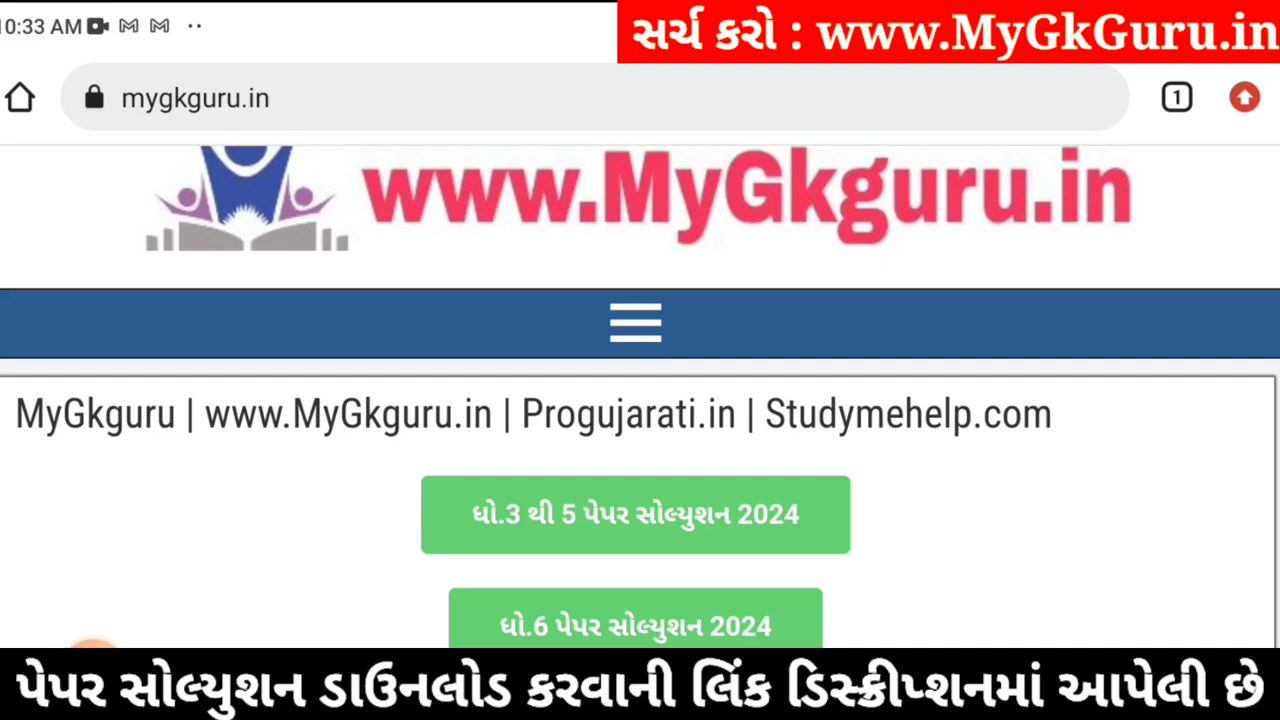 10:33 AM
સર્ચ કરો : www.MyGkGuru.in
mygkguru.in
1
www.MyGkguru.in
MyGkguru | www.MyGkguru.in | Progujarati.in | Studymehelp.com
ધો.3 થી 5 પેપર સોલ્યુશન 2024
ધો.6 પેપર સોલ્યુશન 2024
પેપર સોલ્યુશન ડાઉનલોડ કરવાની લિંક ડિસ્ક્રીપ્શનમાં આપેલી છે